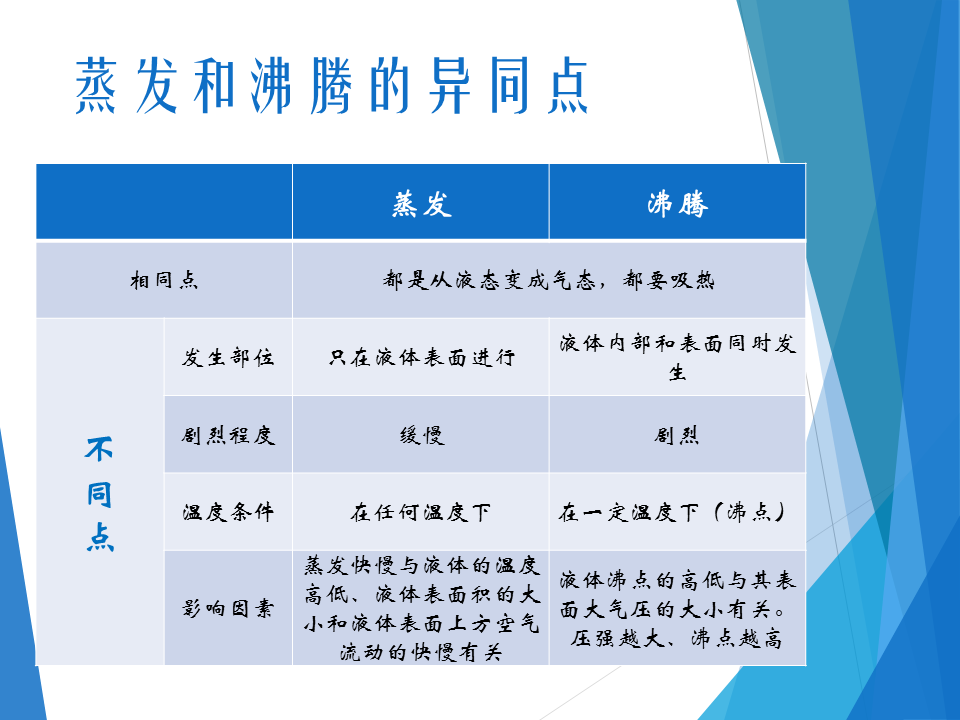 蒸发和沸腾的异同点
蒸发
沸腾
相同点
都是从液态变成气态，都要吸热
不
同
点
发生部位
只在液体表面进行
液体内部和表面同时发
生
剧烈程度
缓慢
剧烈
温度条件
在任何温度下
在一定温度下（沸点）
影响因素
蒸发快慢与液体的温度
高低、液体表面积的大
小和液体表面上方空气
流动的快慢有关
液体沸点的高低与其表
面大气压的大小有关。
压强越大、沸点越高